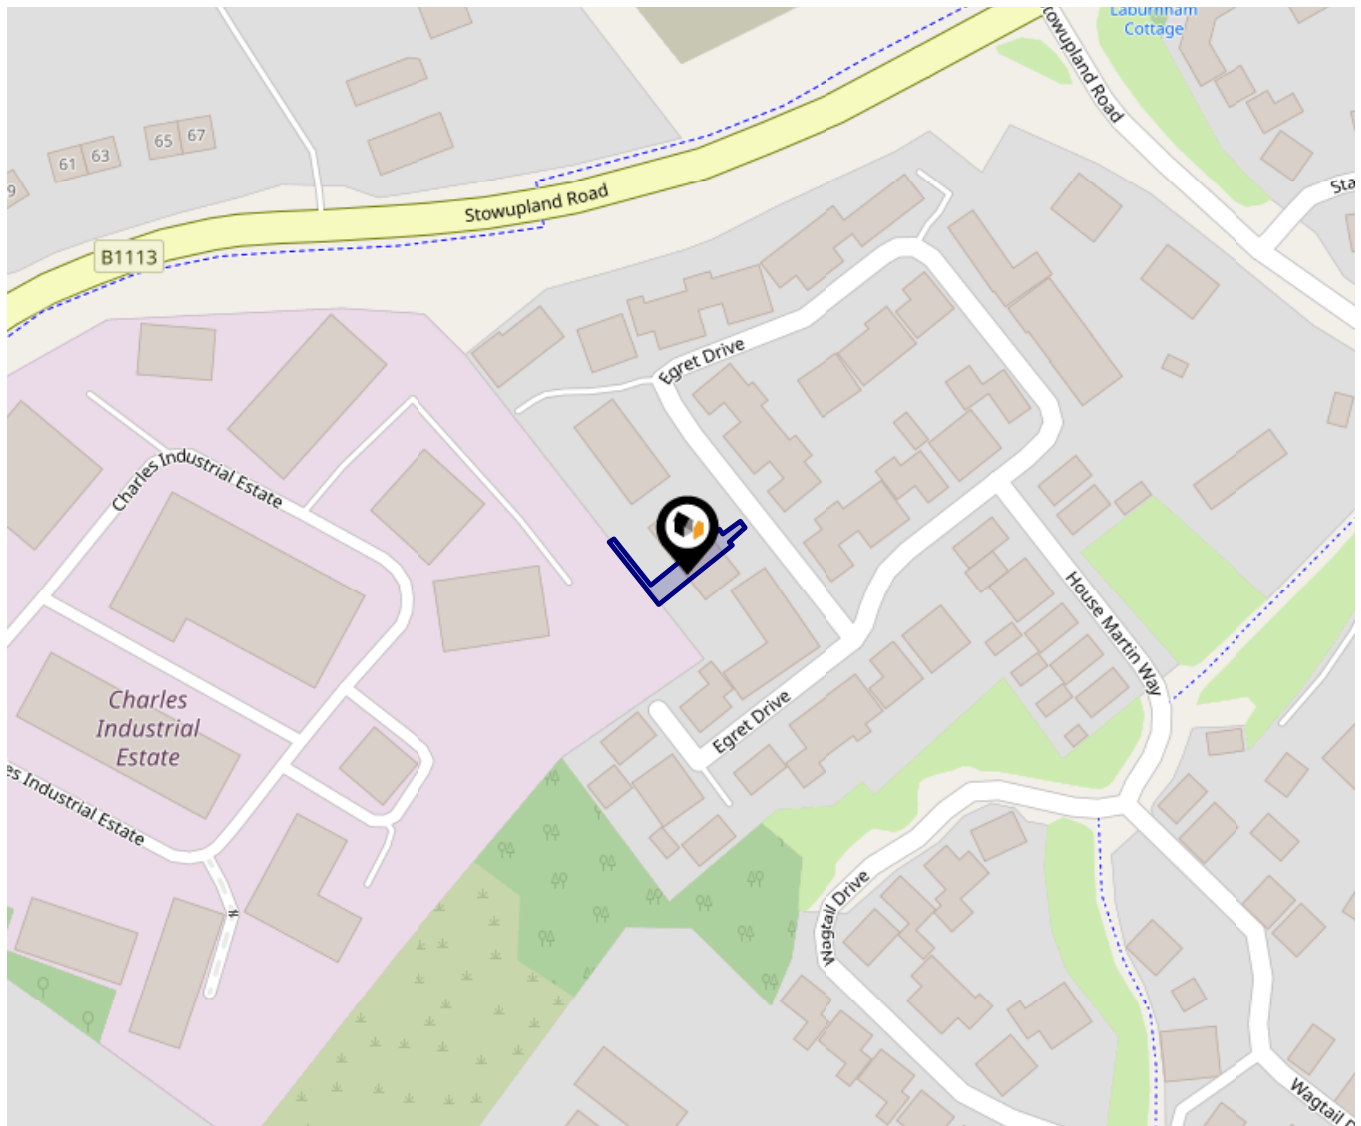 Laburnham
Cottage
Stowupland Road
61
63
65
67
9
Sta
Stowupland Road
B1113
Egret Drive
Charles Industrial Estate
House Martin Way
Charles
Industrial
Estate
Egret Drive
es Industrial Estate
Wagtail Drive
Wagtail D